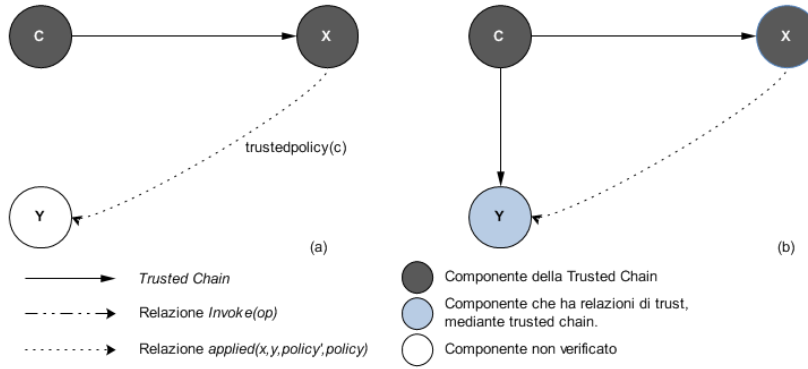 C
X
trustedpolicy(c)
Y
(a)
C
X
Y
(b)
Trusted Chain
Relazione Invoke(op)
Relazione applied(x,y,policy',policy)
Componente della Trusted Chain
Componente che ha relazioni di trust,
mediante trusted chain.
Componente non verificato